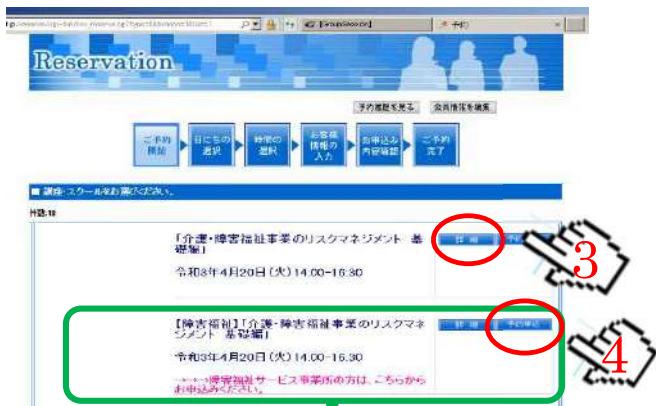 [GroupSession]
予約
Reservation
予約履歴を見る 会員情報を編集
ご予約
開始
日にちの
選択
時間の
選択
お客様
情報の
入力
お申込み
内容確認
ご予約
完了
■ 講座・スクールをお選びください。
件数:18
「介護・障害福祉事業のリスクマネジメント 基
礎編」
詳細
令和3年4月20日(火)14:00-16:30
3
【障害福祉】「介護・障害福祉事業のリスクマネ
ジメント 基礎編」
詳細 予約申込
令和3年4月20日(火)14:00-16:30
4
障害福祉サービス事業所の方は、こちらから
お申込みください。